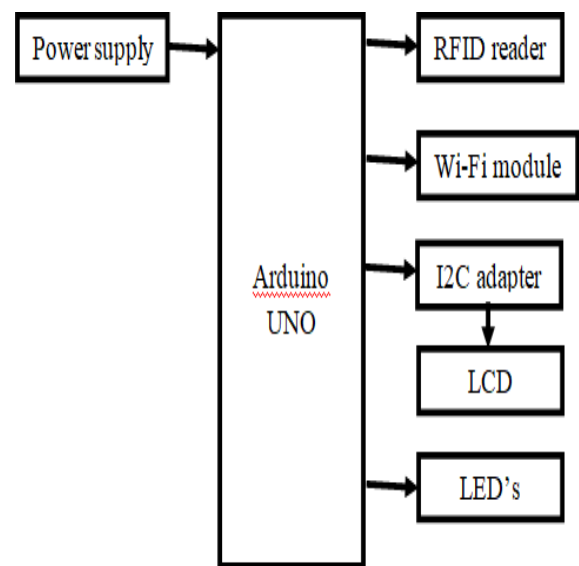 Power supply
RFID reader
Wi-Fi module
Arduino
UNO
I2C adapter
LCD
LED’s